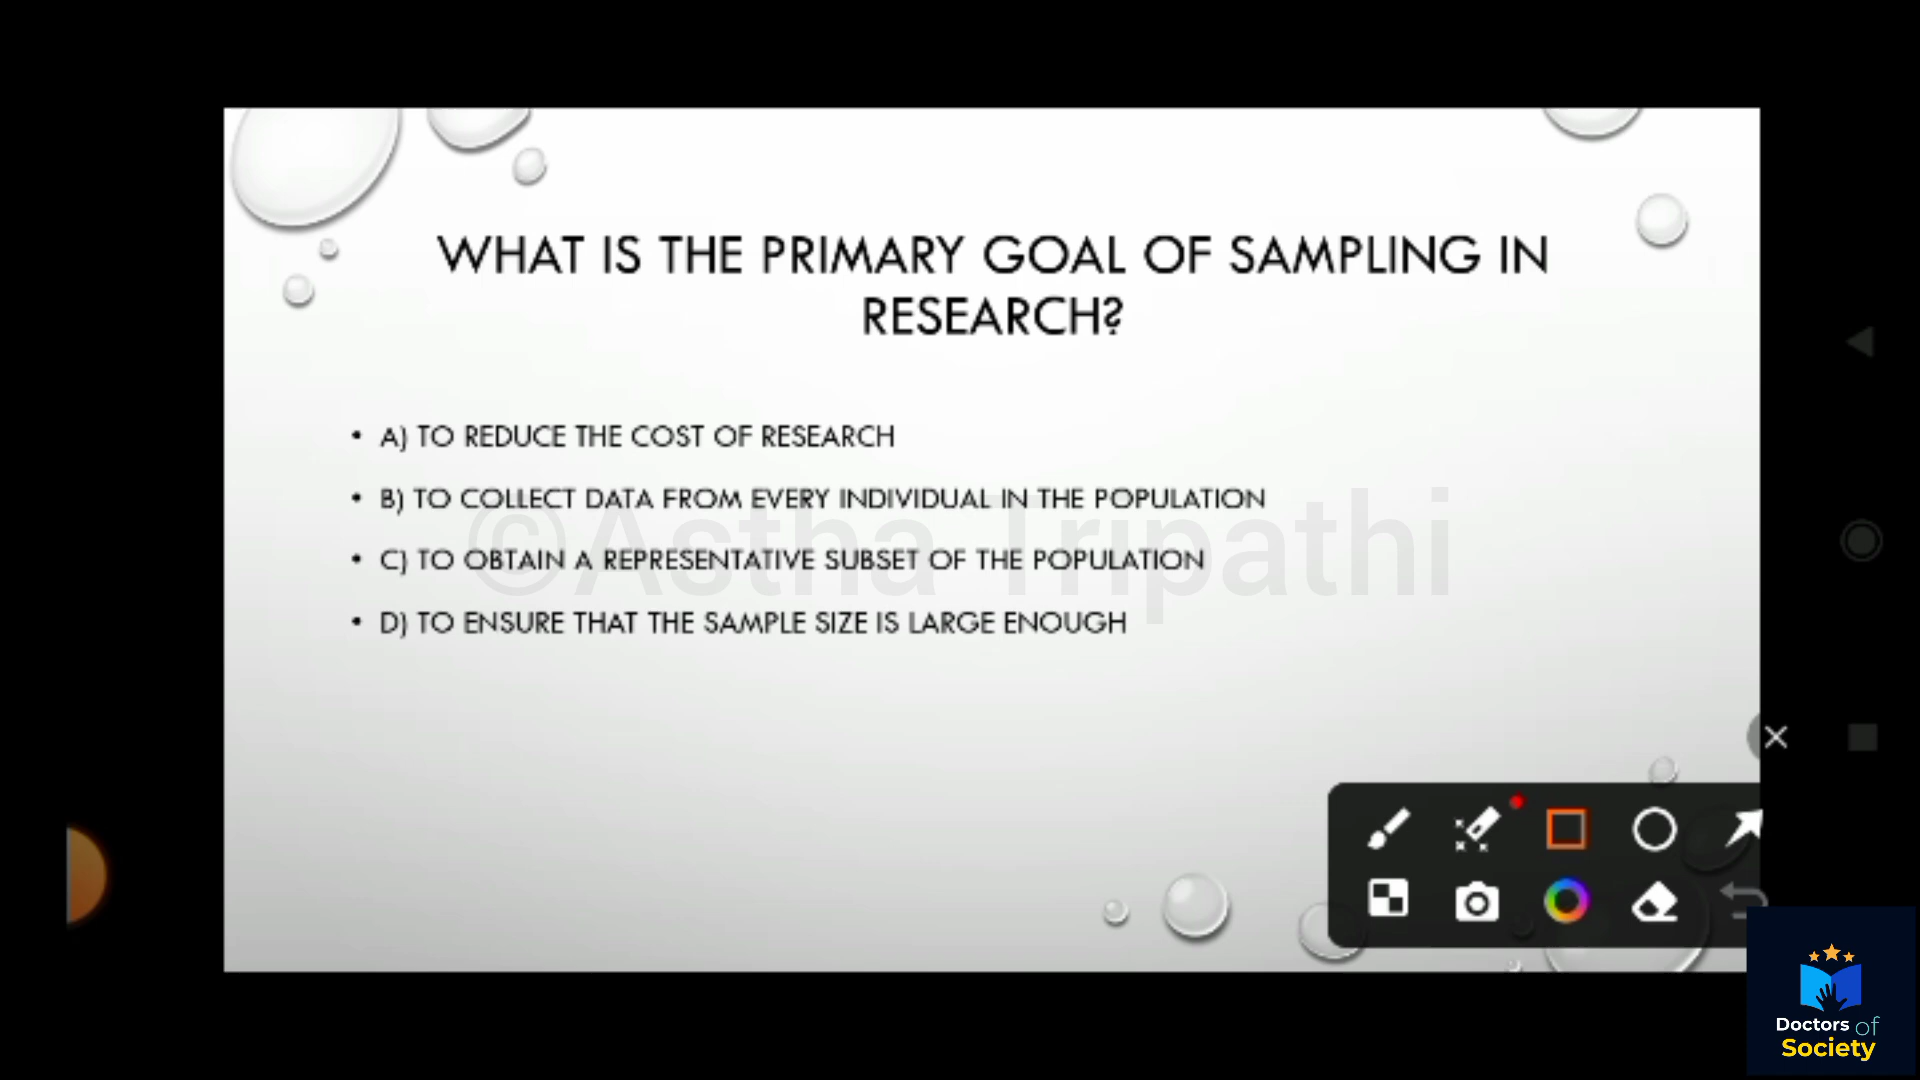 WHAT IS THE PRIMARY GOAL OF SAMPLING IN
RESEARCH?
• A) TO REDUCE THE COST OF RESEARCH
• B) TO COLLECT DATA FROM EVERY INDIVIDUAL IN THE POPULATION
• C) TO OBTAIN A REPRESENTATIVE SUBSET OF THE POPULATION
• D) TO ENSURE THAT THE SAMPLE SIZE IS LARGE ENOUGH
©Astha Tripathi
Doctors of
Society